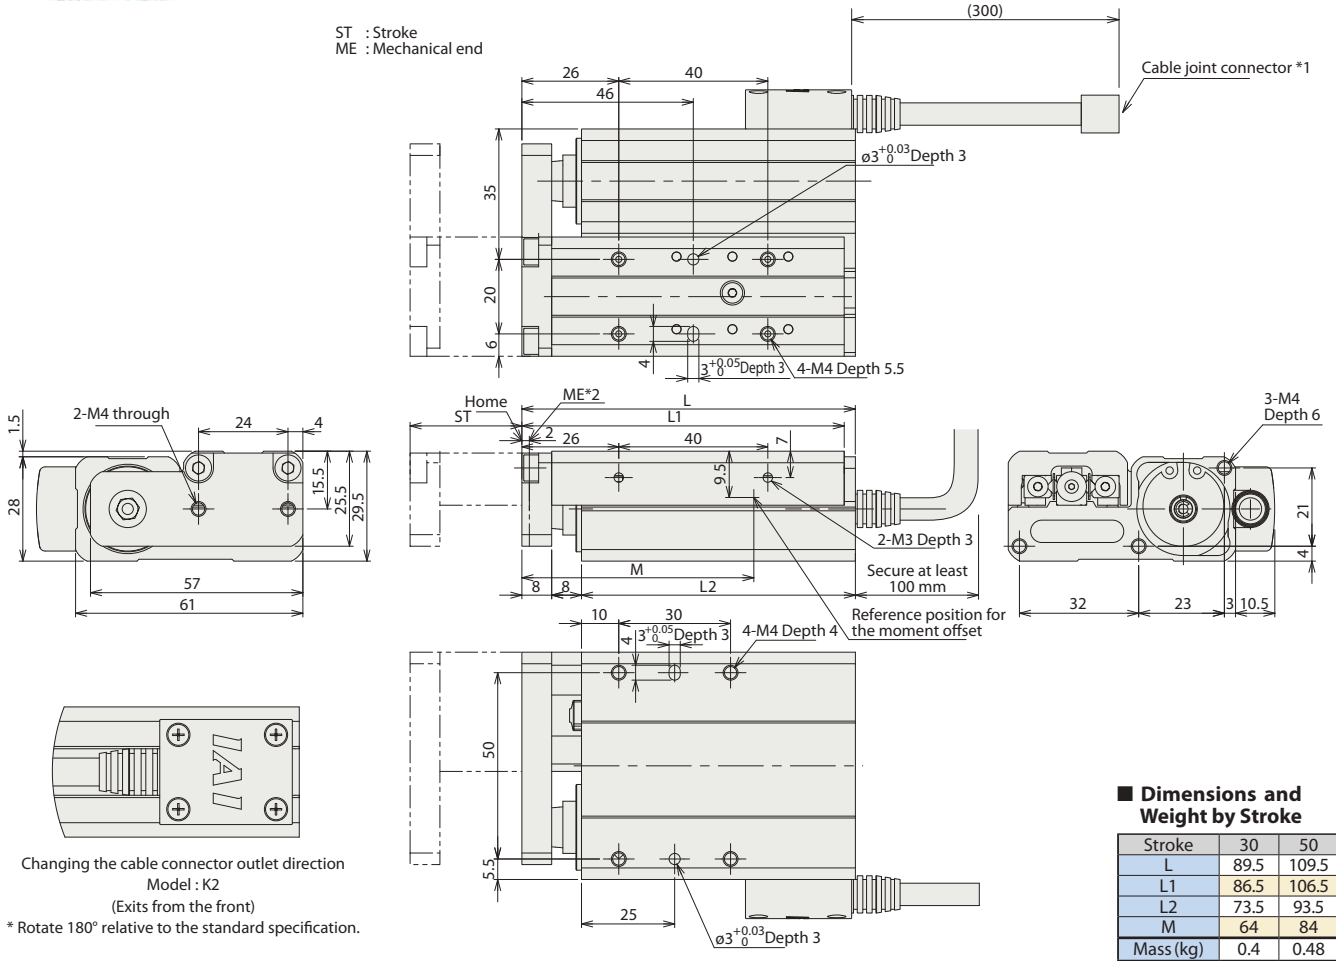 ST : Stroke
ME : Mechanical end
(300)
26
40
46
Cable joint connector *1
ø3 +0.03 0 Depth 3
35
20
6
4
3 +0.05 0 Depth 3
4-M4 Depth 5.5
2-M4 through
24
4
1.5
28
15.5
25.5
29.5
57
61
Home
ME*2
ST
L
L1
2
26
40
7
9.5
2-M3 Depth 3
M
8
8
L2
Secure at least
100 mm
Reference position for
the moment offset
3-M4
Depth 6
21
4
32
23
3
10.5
10
30
4
3 +0.05 0 Depth 3
4-M4 Depth 4
50
5.5
25
ø3 +0.03 0 Depth 3
IAI
Changing the cable connector outlet direction
Model : K2
(Exits from the front)
* Rotate 180° relative to the standard specification.
■ Dimensions and
Weight by Stroke
Stroke 30 50
L 89.5 109.5
L1 86.5 106.5
L2 73.5 93.5
M 64 84
Mass (kg) 0.4 0.48